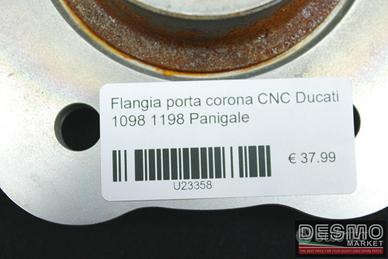 Flangia porta corona CNC Ducati
1098 1198 Panigale
€ 37.99
U23358
DESMO
MARKET